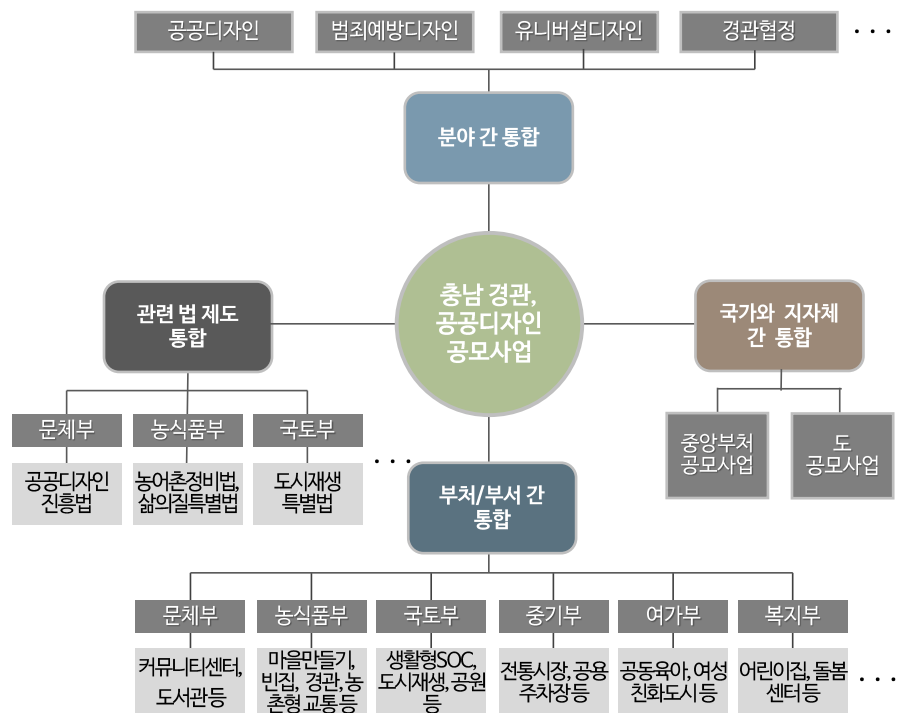 공공디자인
범죄예방디자인
유니버설디자인
경관협정
. . .
분야 간 통합
충남 경관,
공공디자인
공모사업
관련 법 제도
통합
국가와 지자체
간 통합
문체부
농식품부
국토부
공공디자인
진흥법
농어촌정비법,
삶의질특별법
도시재생
특별법
. . .
중앙부처
공모사업
도
공모사업
부처/부서 간
통합
문체부
농식품부
국토부
중기부
여가부
복지부
커뮤니티센터,
도서관 등
마을만들기,
빈집, 경관, 농
촌형 교통 등
생활형SOC,
도시재생, 공원
등
전통시장, 공용
주차장 등
공동육아, 여성
친화도시 등
어린이집, 돌봄
센터 등
. . .